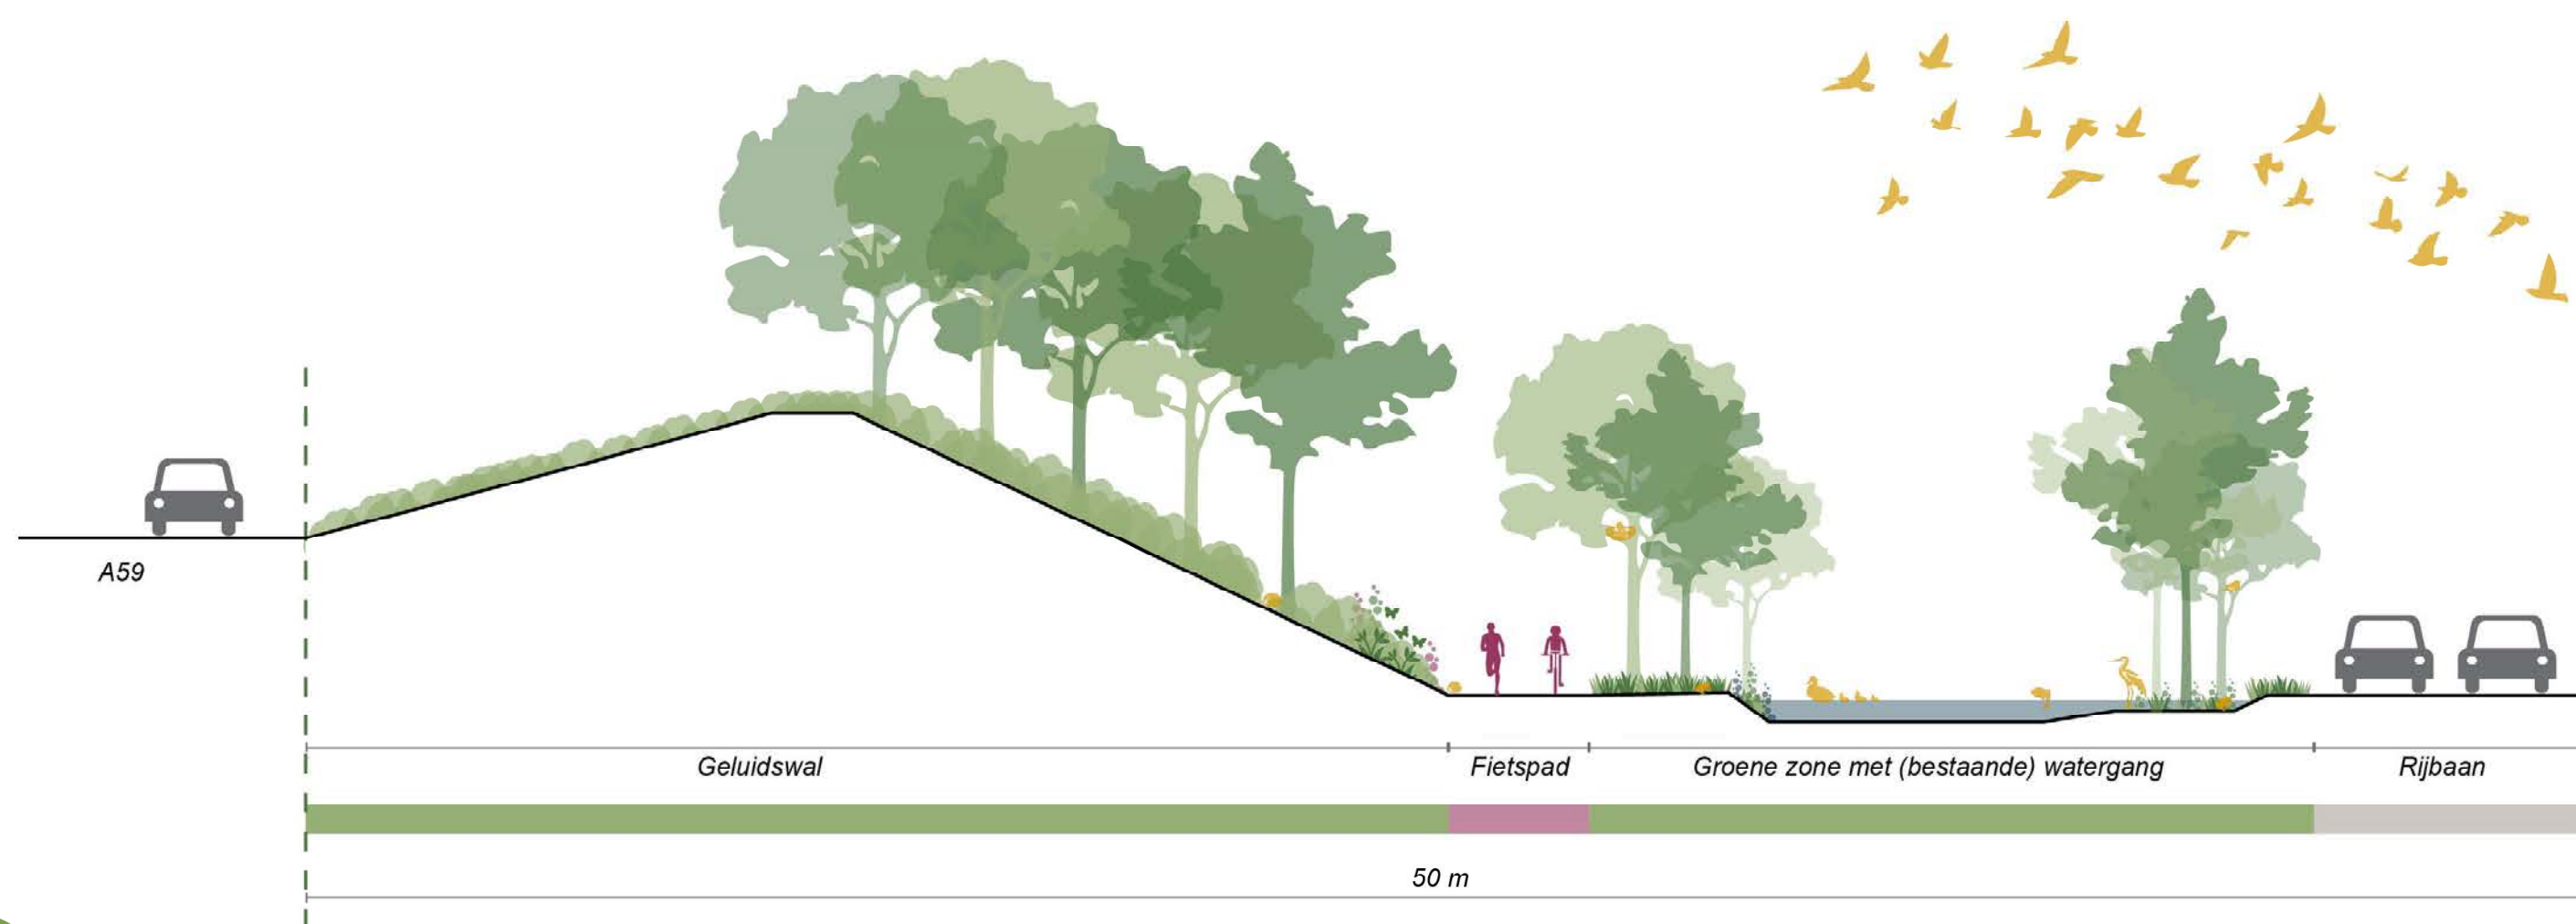 A59
Geluidswal
Fietspad
Groene zone met (bestaande) watergang
Rijbaan
50 m